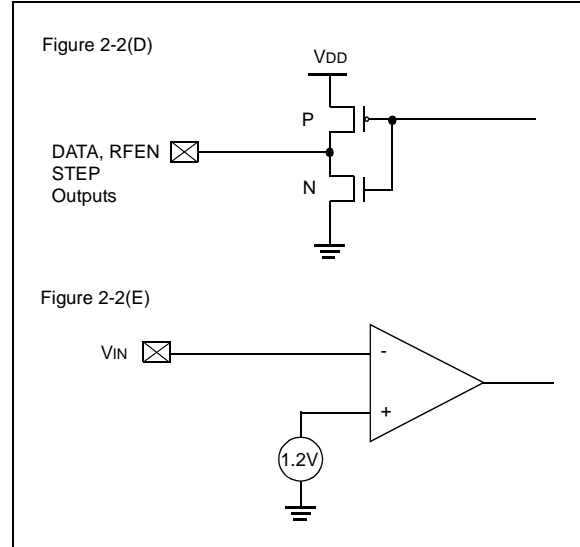 Figure 2-2(D)
VDD
P
DATA, RFEN
STEP
Outputs
N
Figure 2-2(E)
VIN
-
+
1.2V